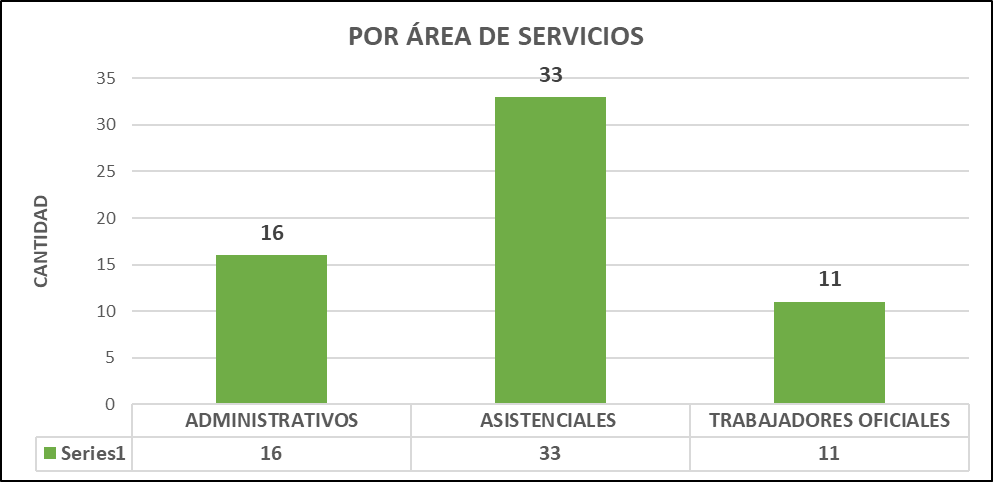 POR ÁREA DE SERVICIOS
CANTIDAD
35
30
25
20
15
10
5
0
16
33
11
ADMINISTRATIVOS ASISTENCIALES TRABAJADORES OFICIALES
Series1 16 33 11